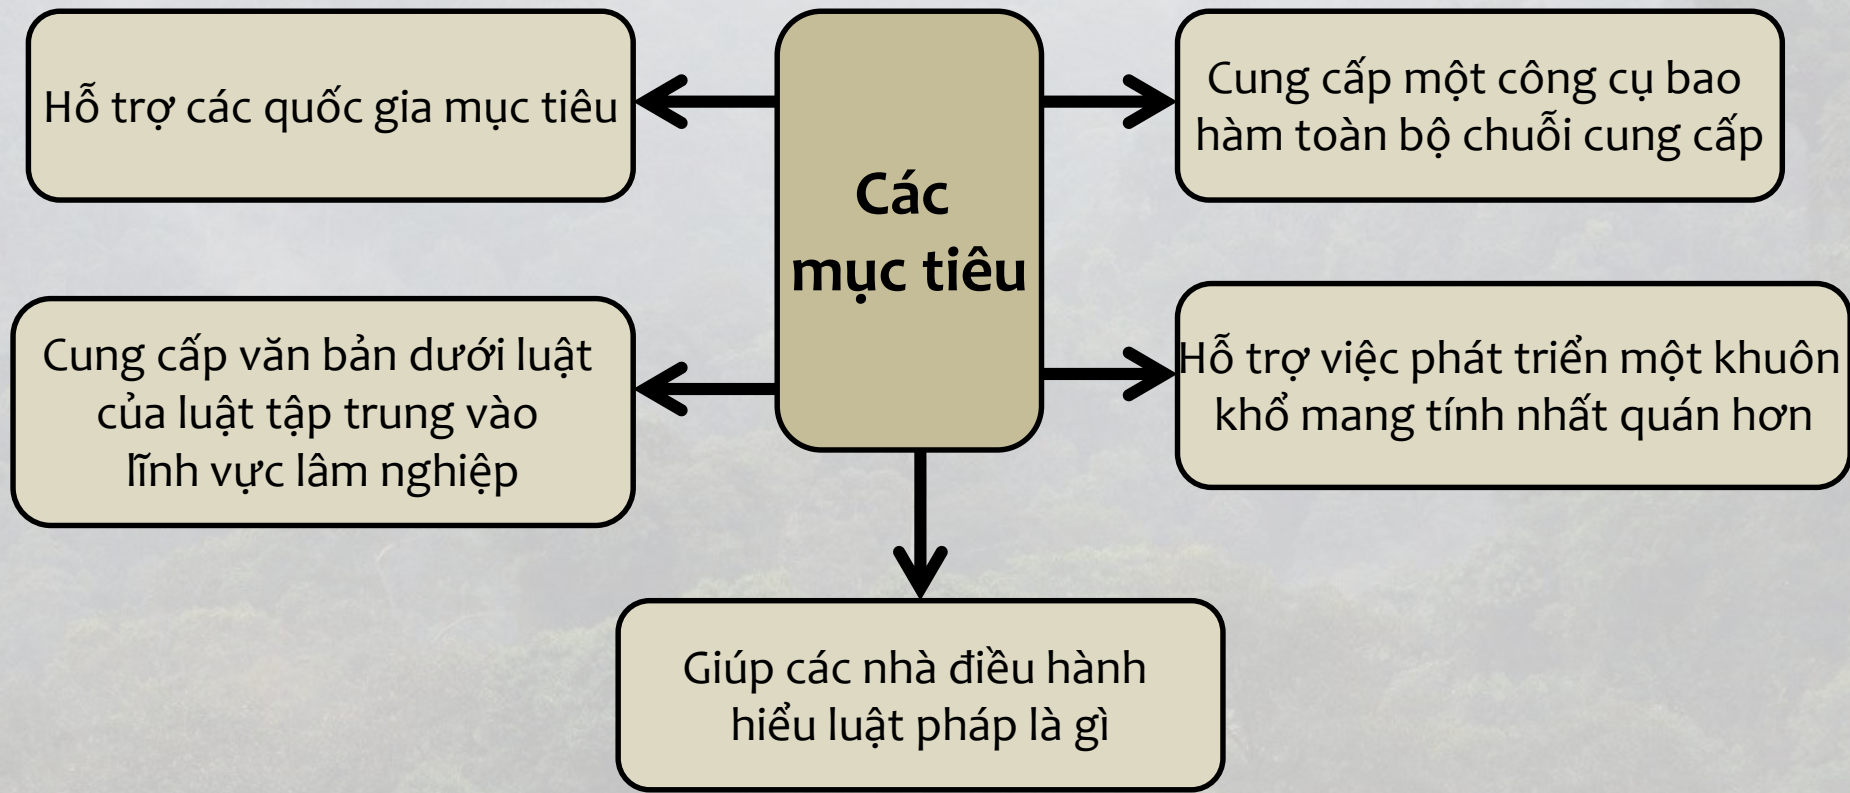 Hỗ trợ các quốc gia mục tiêu
Các
mục tiêu
Cung cấp một công cụ bao
hàm toàn bộ chuỗi cung cấp
Cung cấp văn bản dưới luật
của luật tập trung vào
lĩnh vực lâm nghiệp
Hỗ trợ việc phát triển một khuôn
khổ mang tính nhất quán hơn
Giúp các nhà điều hành
hiểu luật pháp là gì